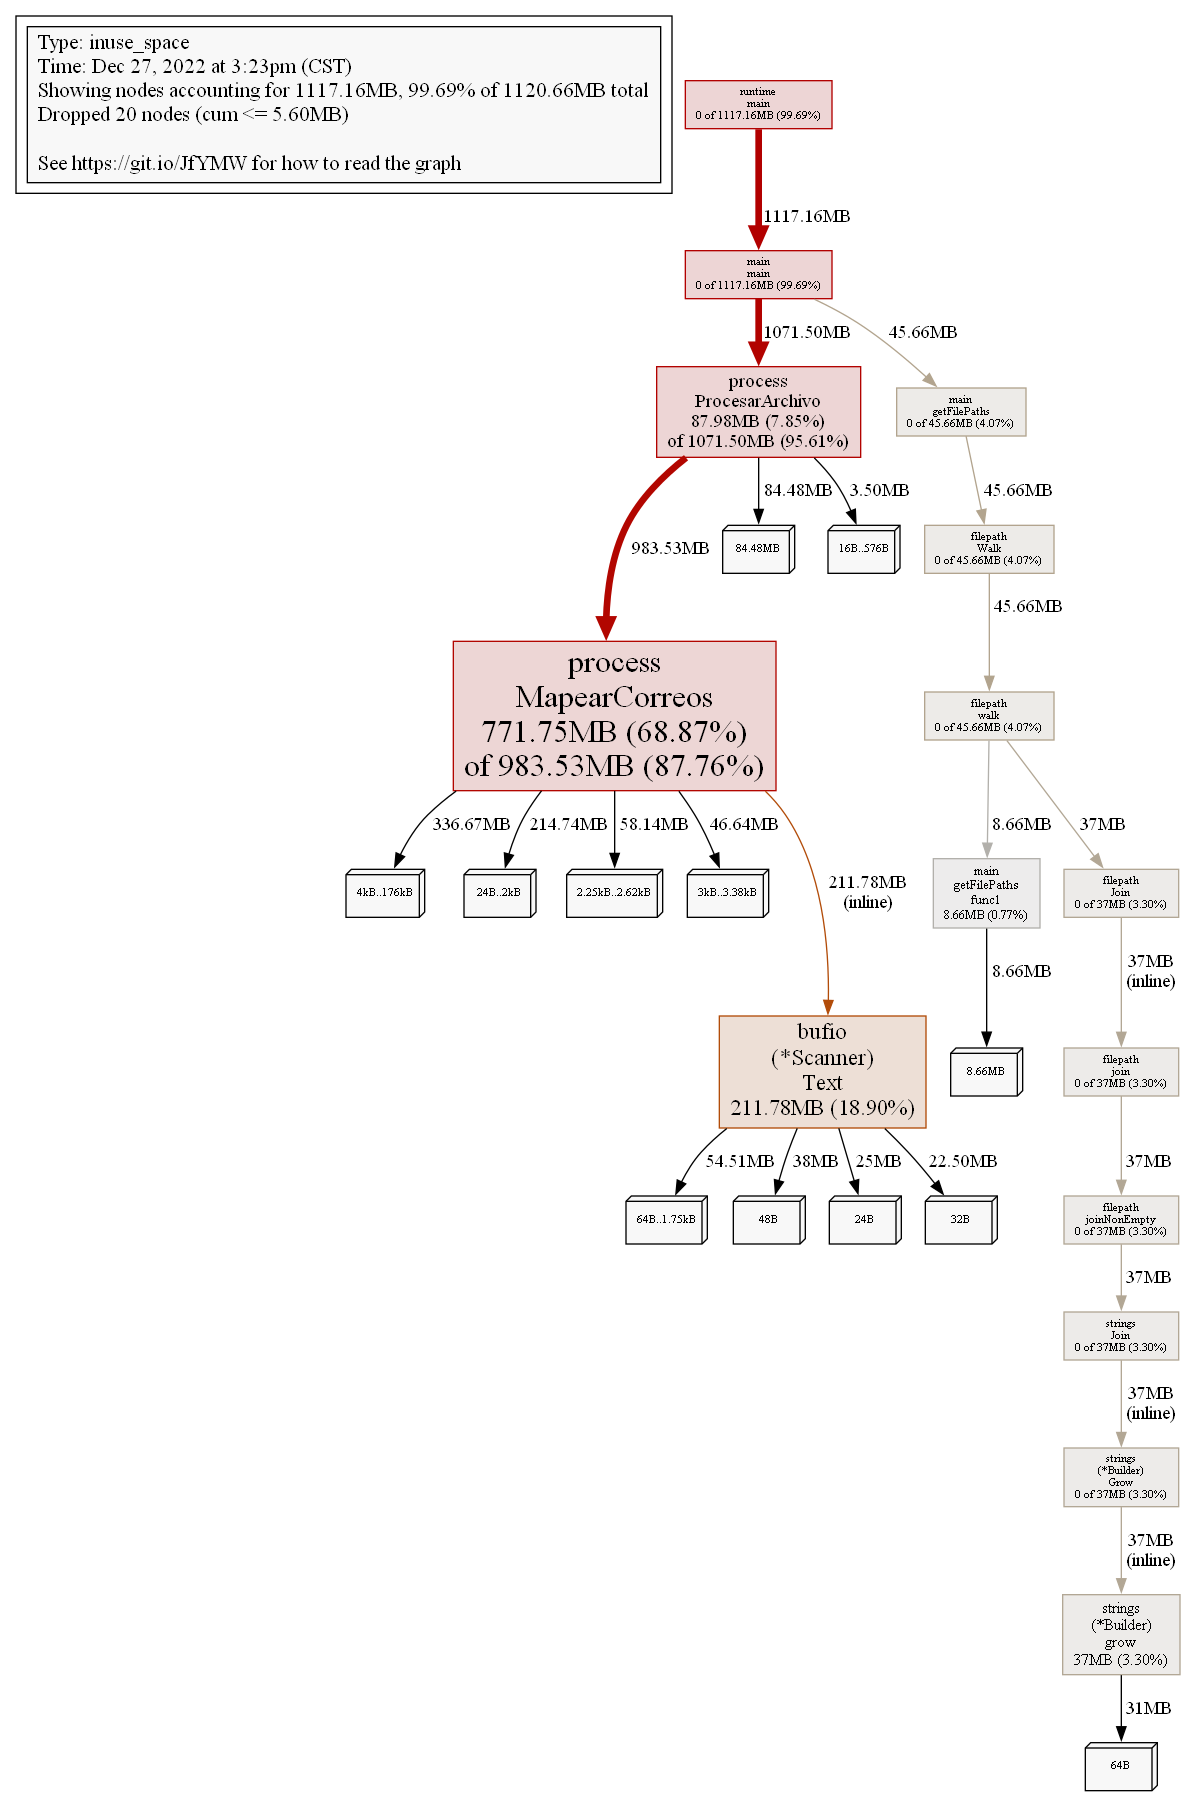 Type: inuse_space
Time: Dec 27, 2022 at 3:23pm (CST)
Showing nodes accounting for 1117.16MB, 99.69% of 1120.66MB total
Dropped 20 nodes (cum <= 5.60MB)
See https://git.io/JfYMW for how to read the graph
runtime
main
0 of 1117.16MB (99.69%)
1117.16MB
main
main
0 of 1117.16MB (99.69%)
1071.50MB
45.66MB
process
ProcesarArchivo
87.98MB (7.85%)
of 1071.50MB (95.61%)
main
getFilePaths
0 of 45.66MB (4.07%)
983.53MB
84.48MB
3.50MB
45.66MB
84.48MB
16B..576B
filepath
Walk
0 of 45.66MB (4.07%)
45.66MB
process
MapearCorreos
771.75MB (68.87%)
of 983.53MB (87.76%)
filepath
walk
0 of 45.66MB (4.07%)
336.67MB
214.74MB
58.14MB
46.64MB
211.78MB
(inline)
8.66MB
37MB
4kB..176kB
24B..2kB
2.25kB..2.62kB
3kB..3.38kB
main
getFilePaths
func1
8.66MB (0.77%)
filepath
Join
0 of 37MB (3.30%)
8.66MB
37MB
(inline)
bufio
(*Scanner)
Text
211.78MB (18.90%)
8.66MB
filepath
join
0 of 37MB (3.30%)
54.51MB
38MB
25MB
22.50MB
37MB
64B..1.75kB
48B
24B
32B
filepath
joinNonEmpty
0 of 37MB (3.30%)
37MB
strings
Join
0 of 37MB (3.30%)
37MB
(inline)
strings
(*Builder)
Grow
0 of 37MB (3.30%)
37MB
(inline)
strings
(*Builder)
grow
37MB (3.30%)
31MB
64B